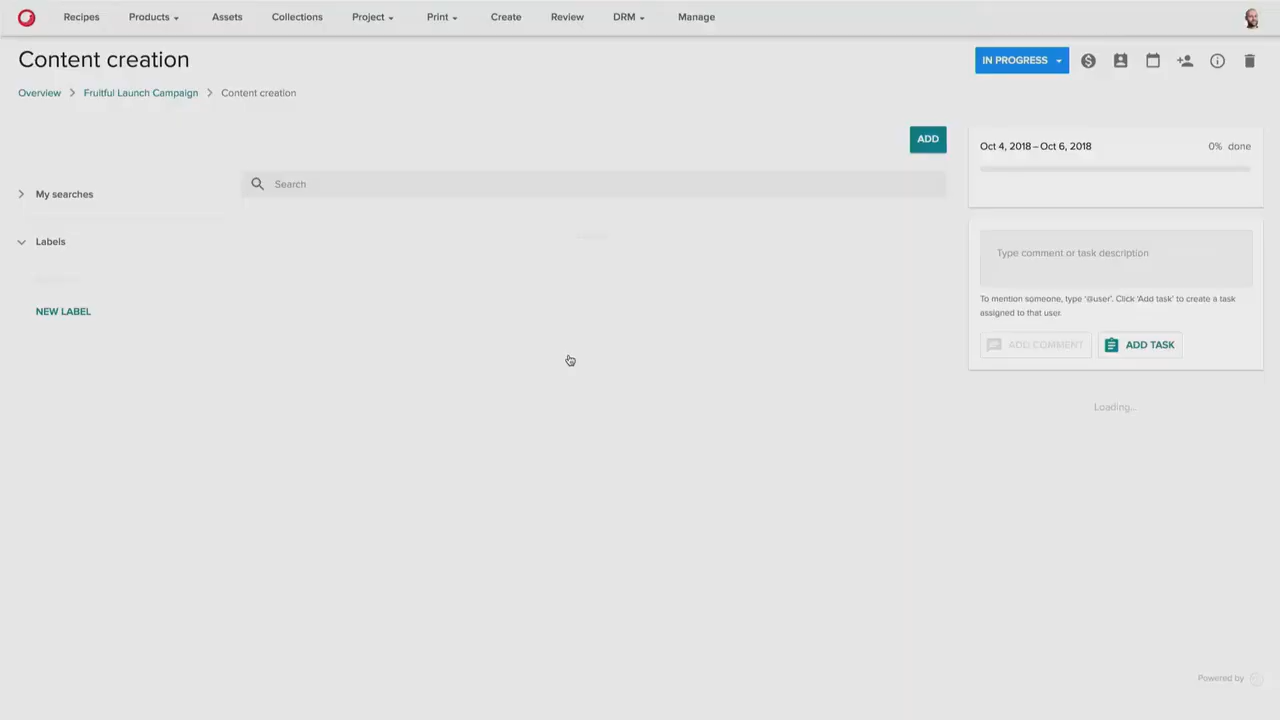 Recipes Products Assets Collections Project Print Create Review DRM Manage
Content creation
IN PROGRESS
Overview Fruitful Launch Campaign Content creation
ADD
Oct 4, 2018 – Oct 6, 2018 0% done
Search
My searches
Labels
NEW LABEL
Type comment or task description
To mention someone, type '@user'. Click 'Add task' to create a task
assigned to that user.
ADD COMMENT ADD TASK
Loading...
Powered by